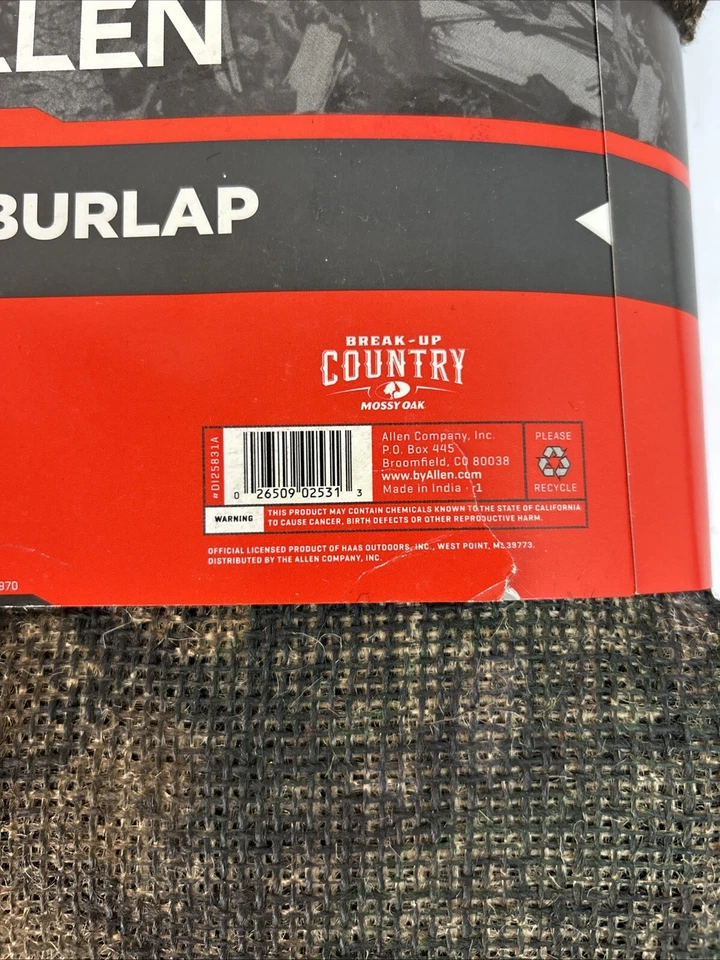 LLEN
BURLAP
BREAK-UP
COUNTRY
MOSSY OAK
#DI25831A
0 26509 02531 3
Allen Company, Inc.
P.O. Box 445
Broomfield, CO 80038
www.byAllen.com
Made in India - 1
PLEASE
RECYCLE
WARNING
THIS PRODUCT MAY CONTAIN CHEMICALS KNOWN TO THE STATE OF CALIFORNIA
TO CAUSE CANCER, BIRTH DEFECTS OR OTHER REPRODUCTIVE HARM.
OFFICIAL LICENSED PRODUCT OF HAAS OUTDOORS, INC., WEST POINT, MS 39773.
DISTRIBUTED BY THE ALLEN COMPANY, INC.
970